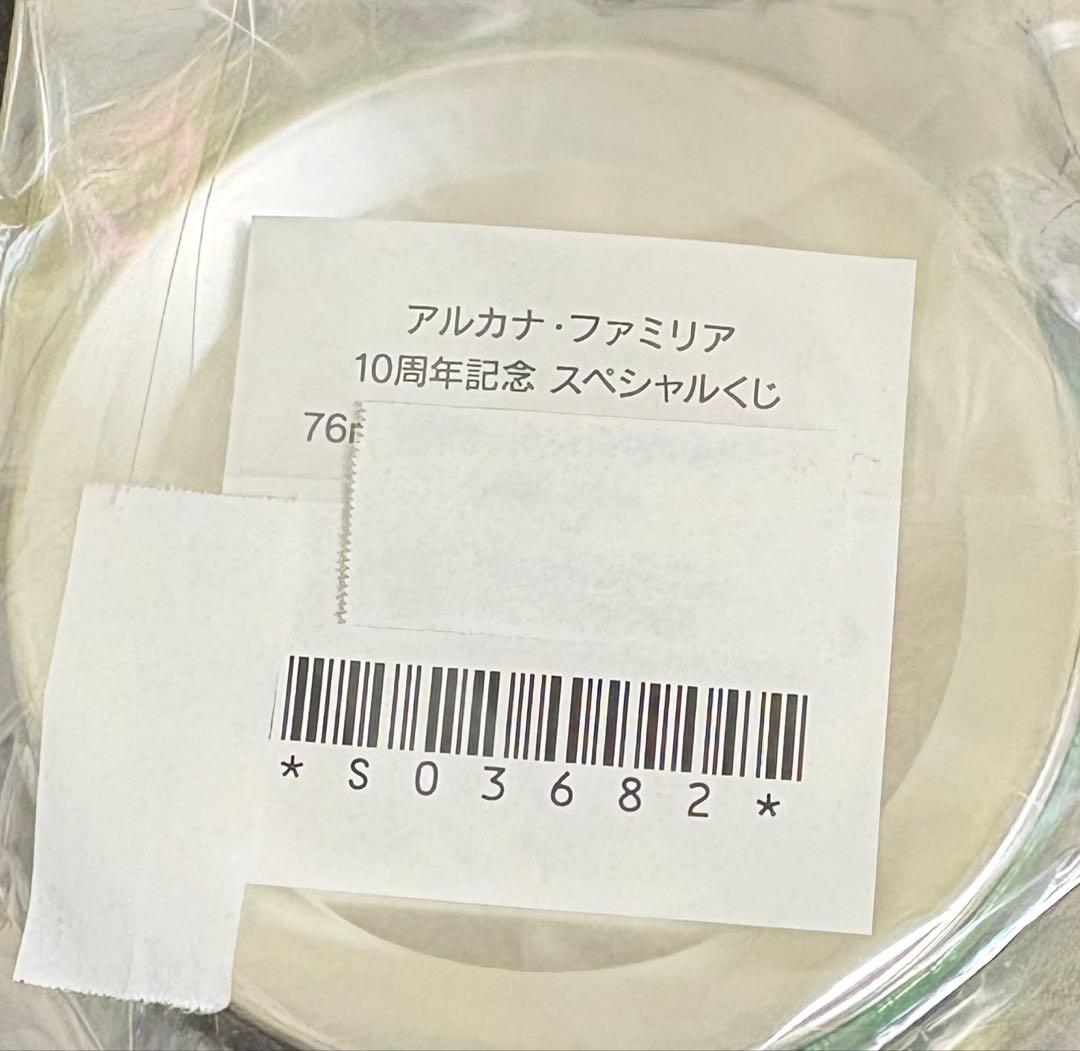 アルカナ・ファミリア
10周年記念 スペシャルくじ
76
*S03682*